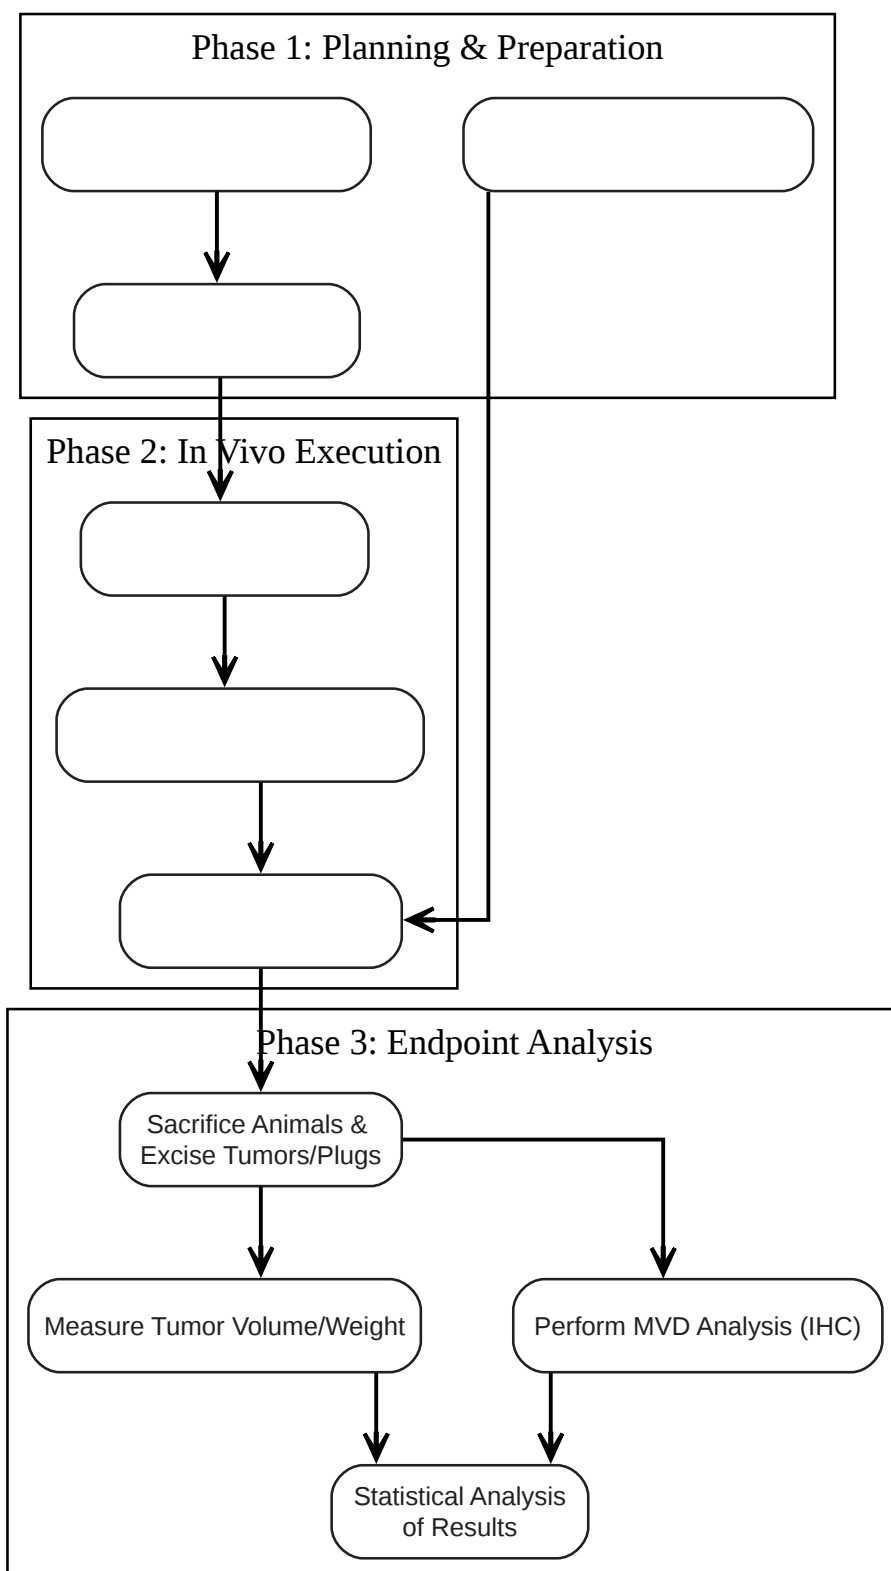 Phase 1: Planning & Preparation
Phase 2: In Vivo Execution
Phase 3: Endpoint Analysis
Sacrifice Animals &
Excise Tumors/Plugs
Measure Tumor Volume/Weight
Perform MVD Analysis (IHC)
Statistical Analysis
of Results